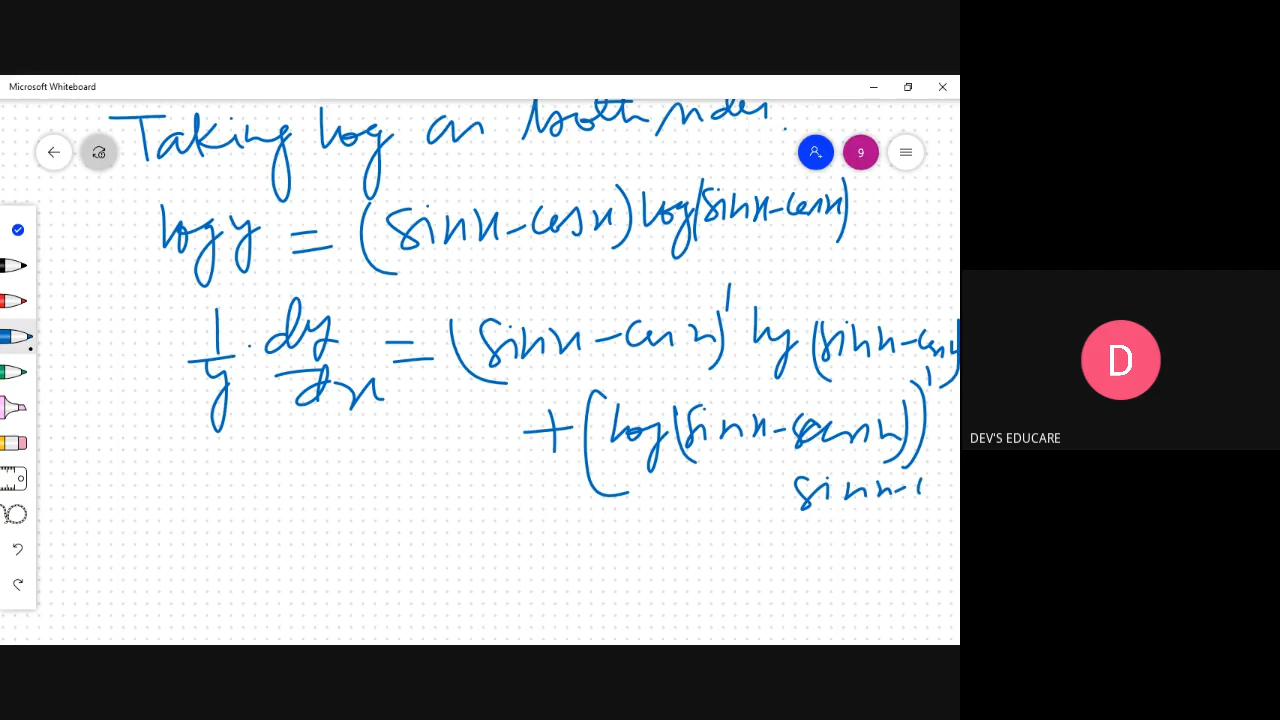 Microsoft Whiteboard
Taking log on both sides.
9
log y = (sinx-cosx) log(sinx-cosx)
1/y . dy/dx = (sinx-cosx)' log (sinx-cosx)
+ (log(sinx-cosx))'
sinx-c
D
DEV'S EDUCARE